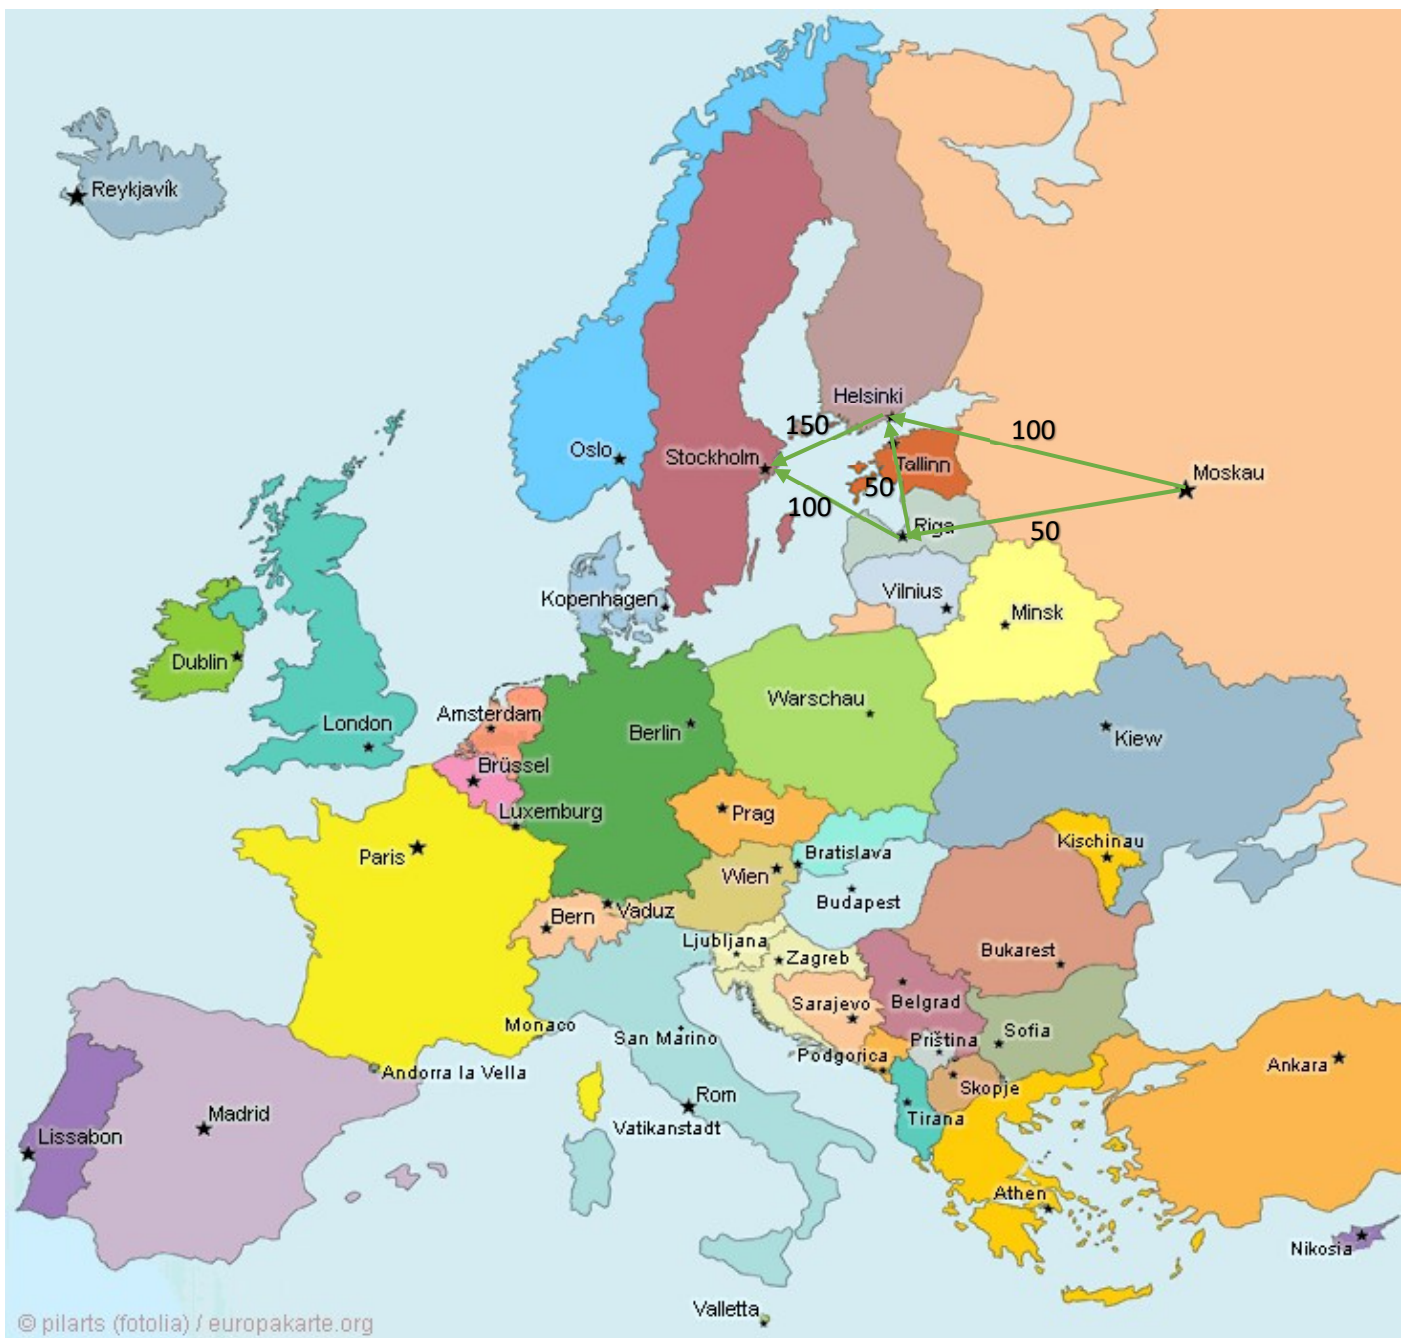 Reykjavík
Helsinki
150
100
Oslo
Stockholm
Tallinn
Moskau
50
100
Riga
50
Kopenhagen
Vilnius
Minsk
Dublin
Warschau
Amsterdam
London
Berlin
Kiew
Brüssel
Luxemburg
Prag
Kischinau
Paris
Bratislava
Wien
Budapest
Vaduz
Bern
Ljubljana
Zagreb
Bukarest
Sarajevo
Belgrad
Monaco
San Marino
Priština
Sofia
Podgorica
Andorra la Vella
Ankara
Skopje
Rom
Madrid
Tirana
Vatikanstadt
Lissabon
Athen
Nikosia
Valletta
© pilarts (fotolia) / europakarte.org